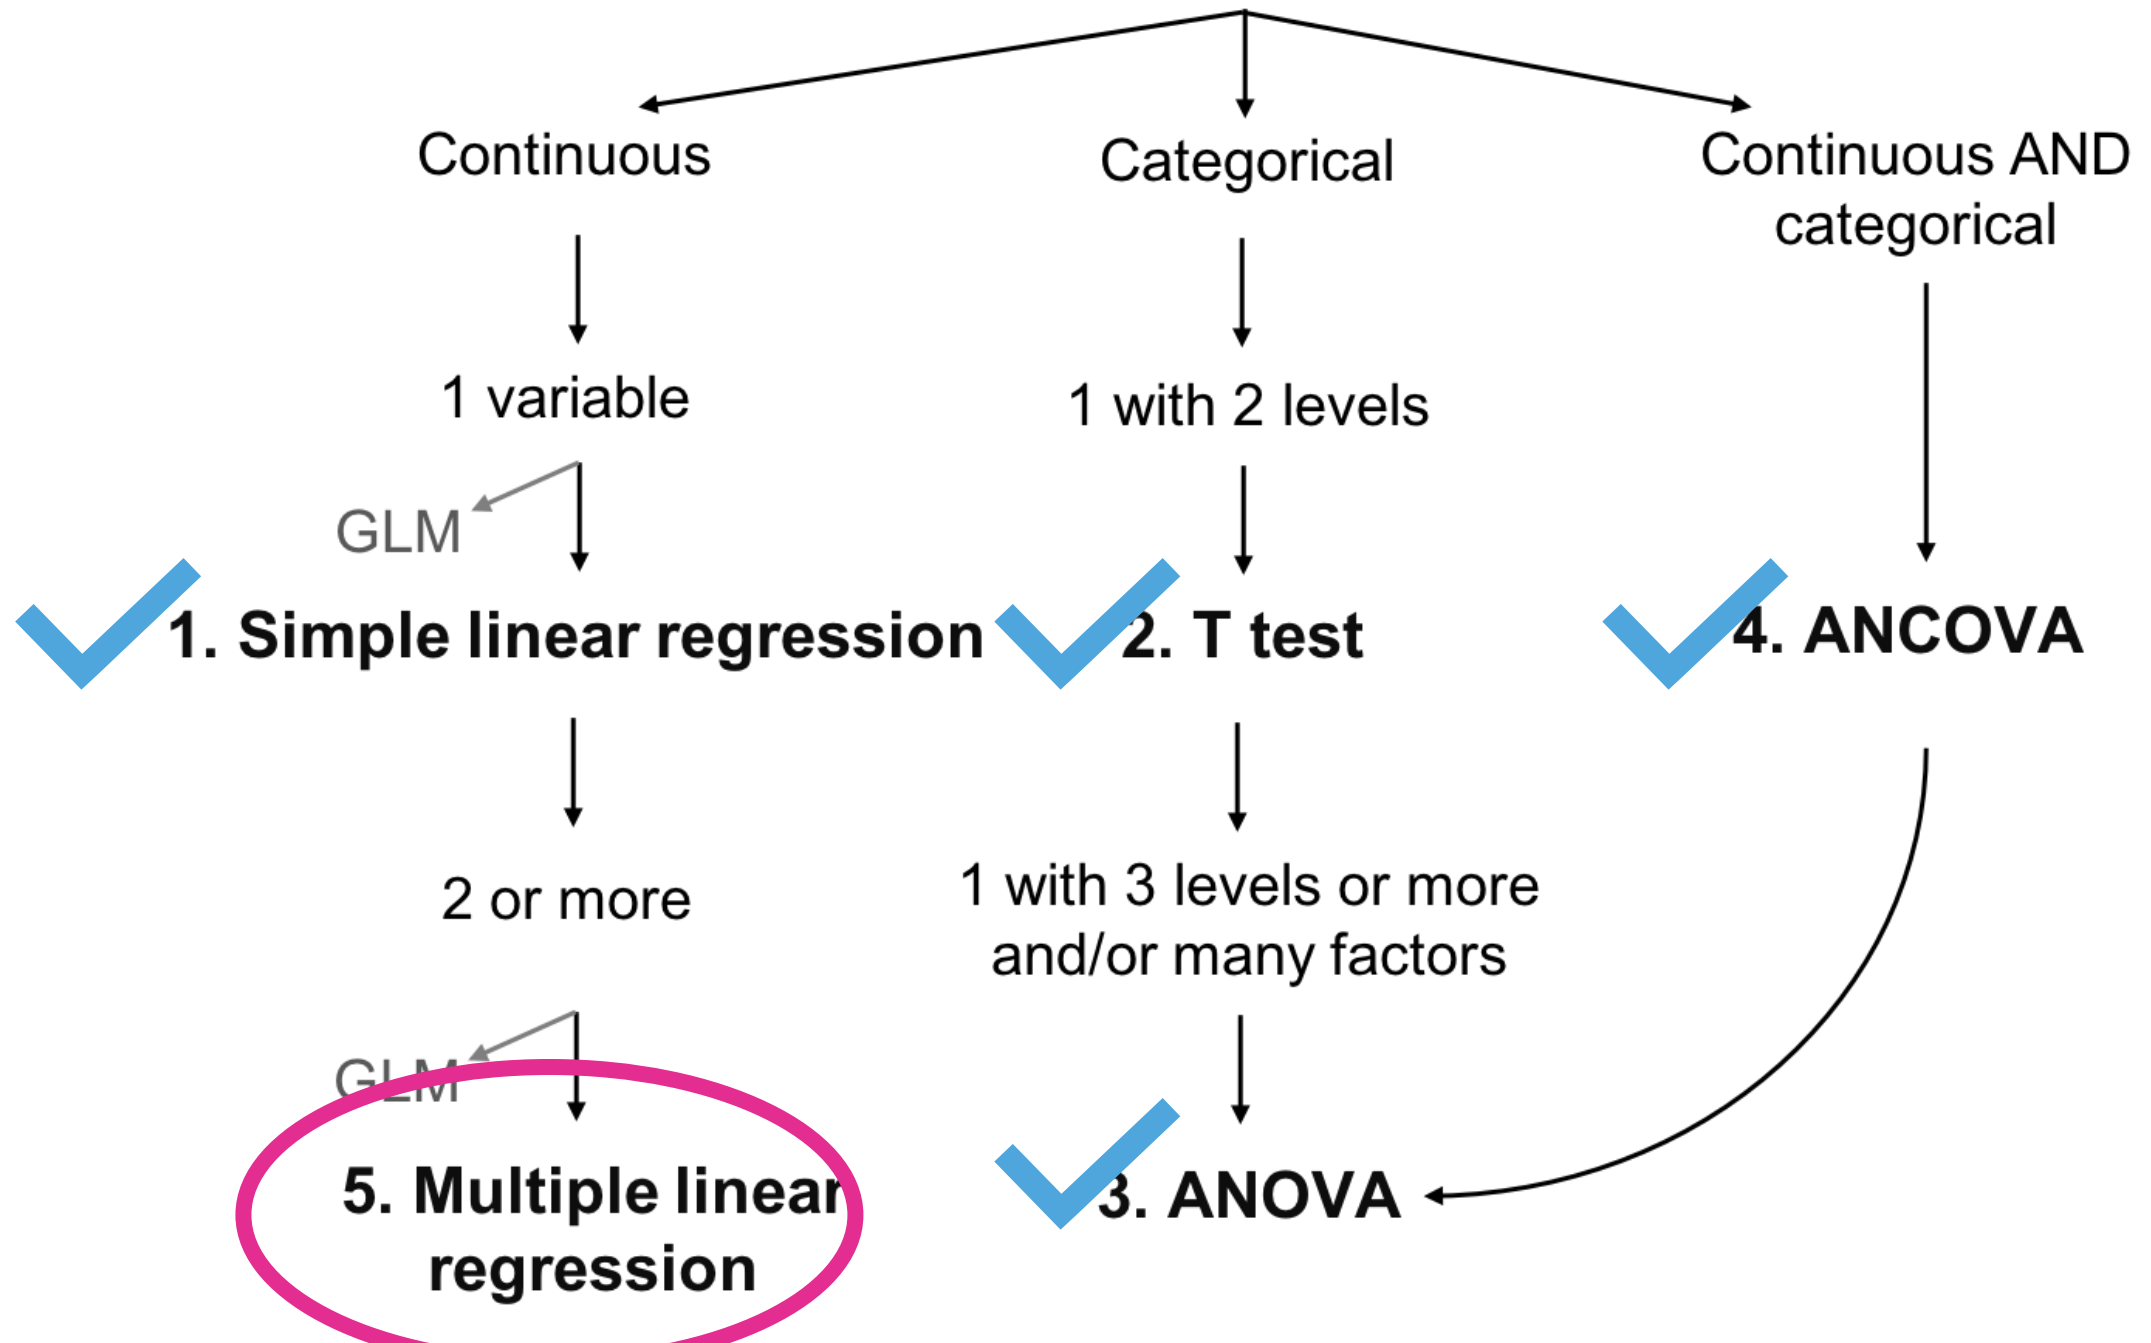 Continuous
Categorical
Continuous AND
categorical
1 variable
1 with 2 levels
GLM
1. Simple linear regression
2. T test
4. ANCOVA
2 or more
1 with 3 levels or more
and/or many factors
GLM
5. Multiple linear
regression
3. ANOVA